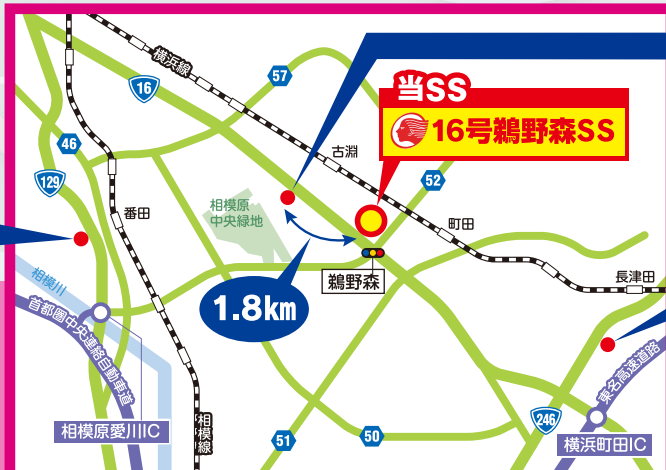 横浜線
16
57
当SS
16号鵜野森SS
46
129
古淵
52
番田
相模原
中央緑地
町田
鵜野森
長津田
相模川
1.8km
首都圏中央連絡自動車道
東名高速道路
相模原愛川IC
相模線
51
50
246
横浜町田IC